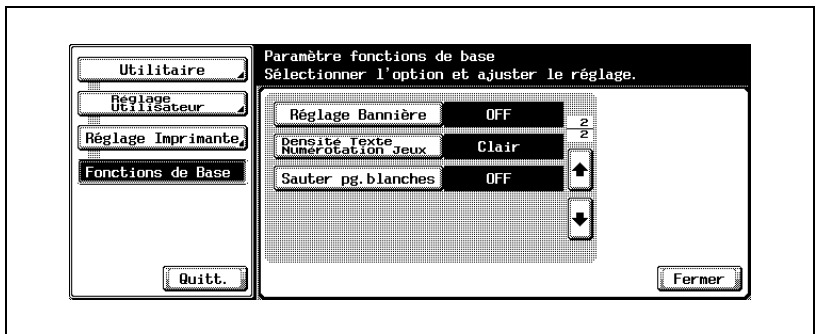 Paramètre fonctions de base
Sélectionner l'option et ajuster le réglage.
Utilitaire
Réglage
Utilisateur
Réglage Imprimante
Fonctions de Base
Quitt.
Réglage Bannière
OFF
Densité Texte
Numérotation Jeux
Clair
Sauter pg.blanches
OFF
2
2
Fermer